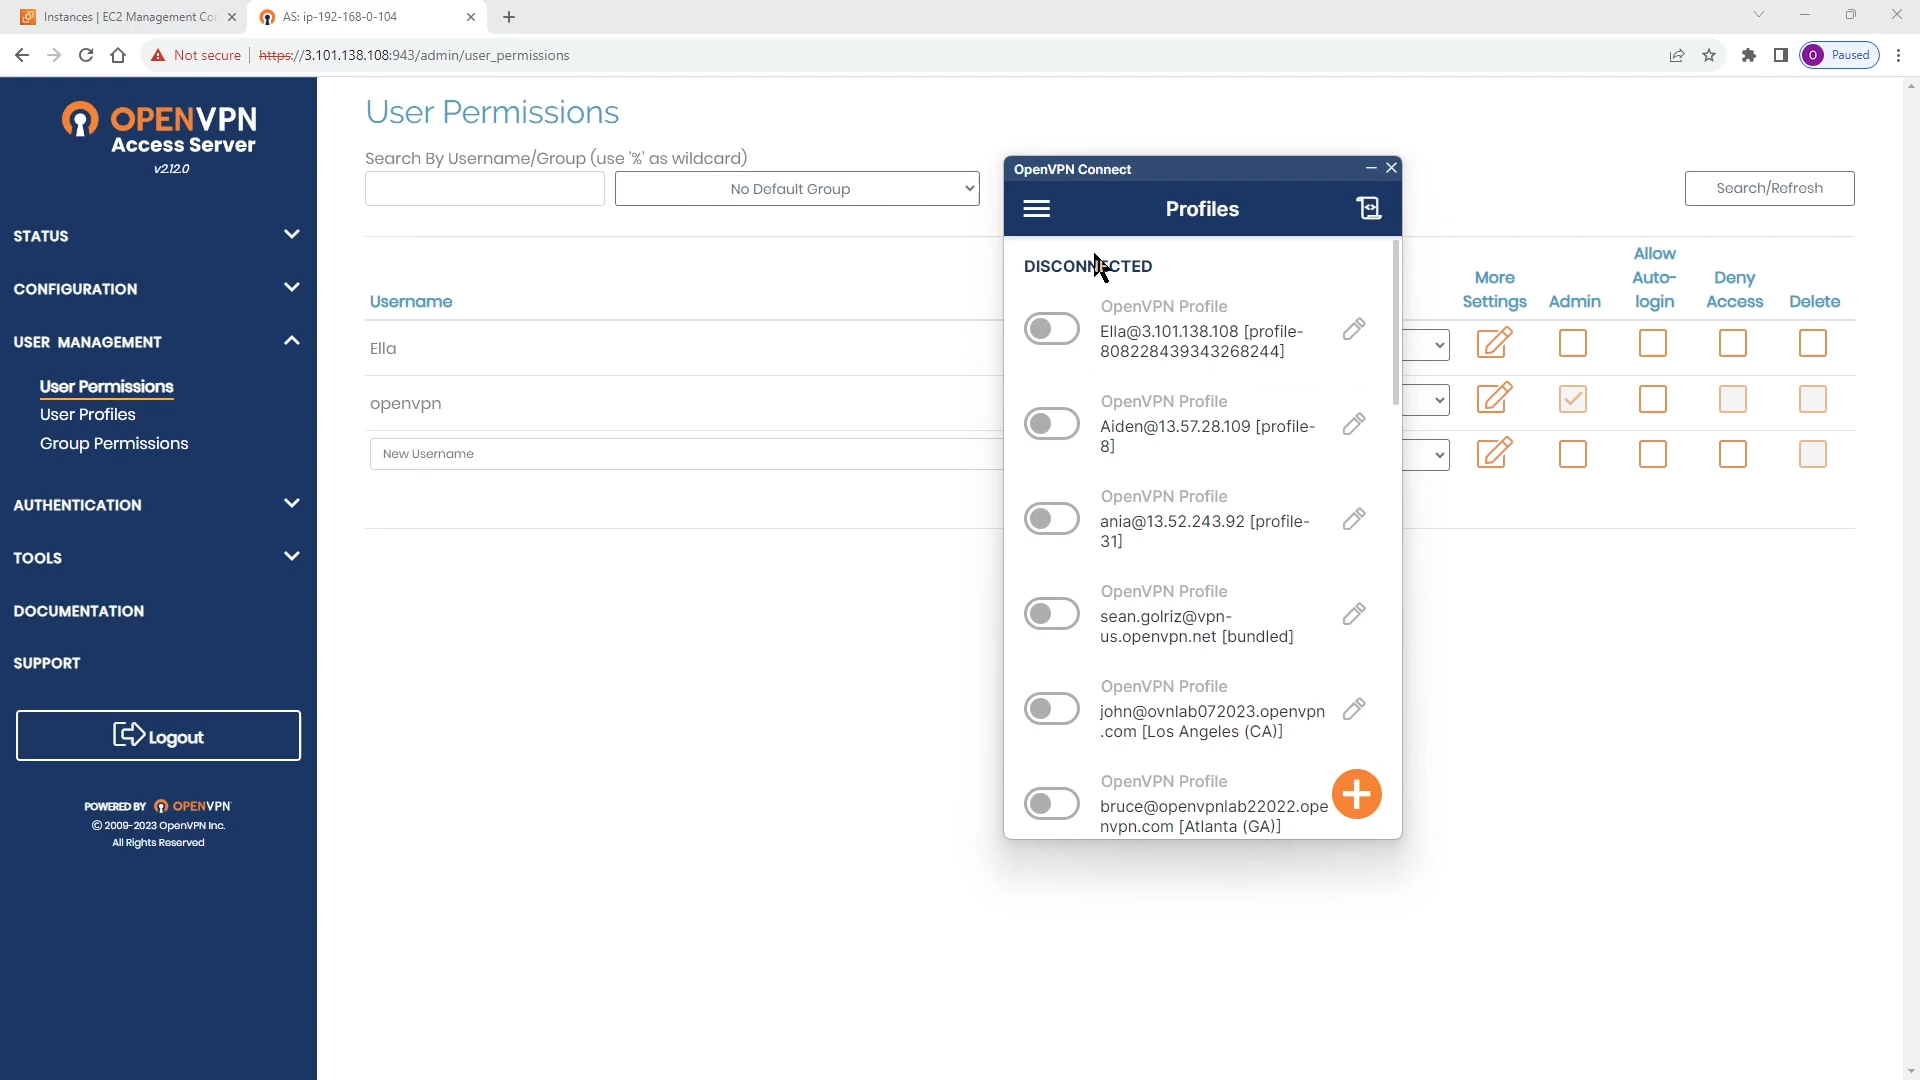 Instances | EC2 Management Cor
AS: ip-192-168-0-104
Not secure
https://3.101.138.108:943/admin/user_permissions
O
Paused
OPENVPN
Access Server
v2.12.0
STATUS
CONFIGURATION
USER MANAGEMENT
User Permissions
User Profiles
Group Permissions
AUTHENTICATION
TOOLS
DOCUMENTATION
SUPPORT
Logout
POWERED BY OPENVPN
© 2009-2023 OpenVPN Inc.
All Rights Reserved
User Permissions
Search By Username/Group (use '%' as wildcard)
No Default Group
Search/Refresh
Username
More Settings
Admin
Allow Auto-login
Deny Access
Delete
Ella
openvpn
New Username
OpenVPN Connect
Profiles
DISCONNECTED
OpenVPN Profile
Ella@3.101.138.108 [profile-
808228439343268244]
OpenVPN Profile
Aiden@13.57.28.109 [profile-
8]
OpenVPN Profile
ania@13.52.243.92 [profile-
31]
OpenVPN Profile
sean.golriz@vpn-
us.openvpn.net [bundled]
OpenVPN Profile
john@ovnlab072023.openvpn
.com [Los Angeles (CA)]
OpenVPN Profile
bruce@openvpnlab22022.ope
nvpn.com [Atlanta (GA)]